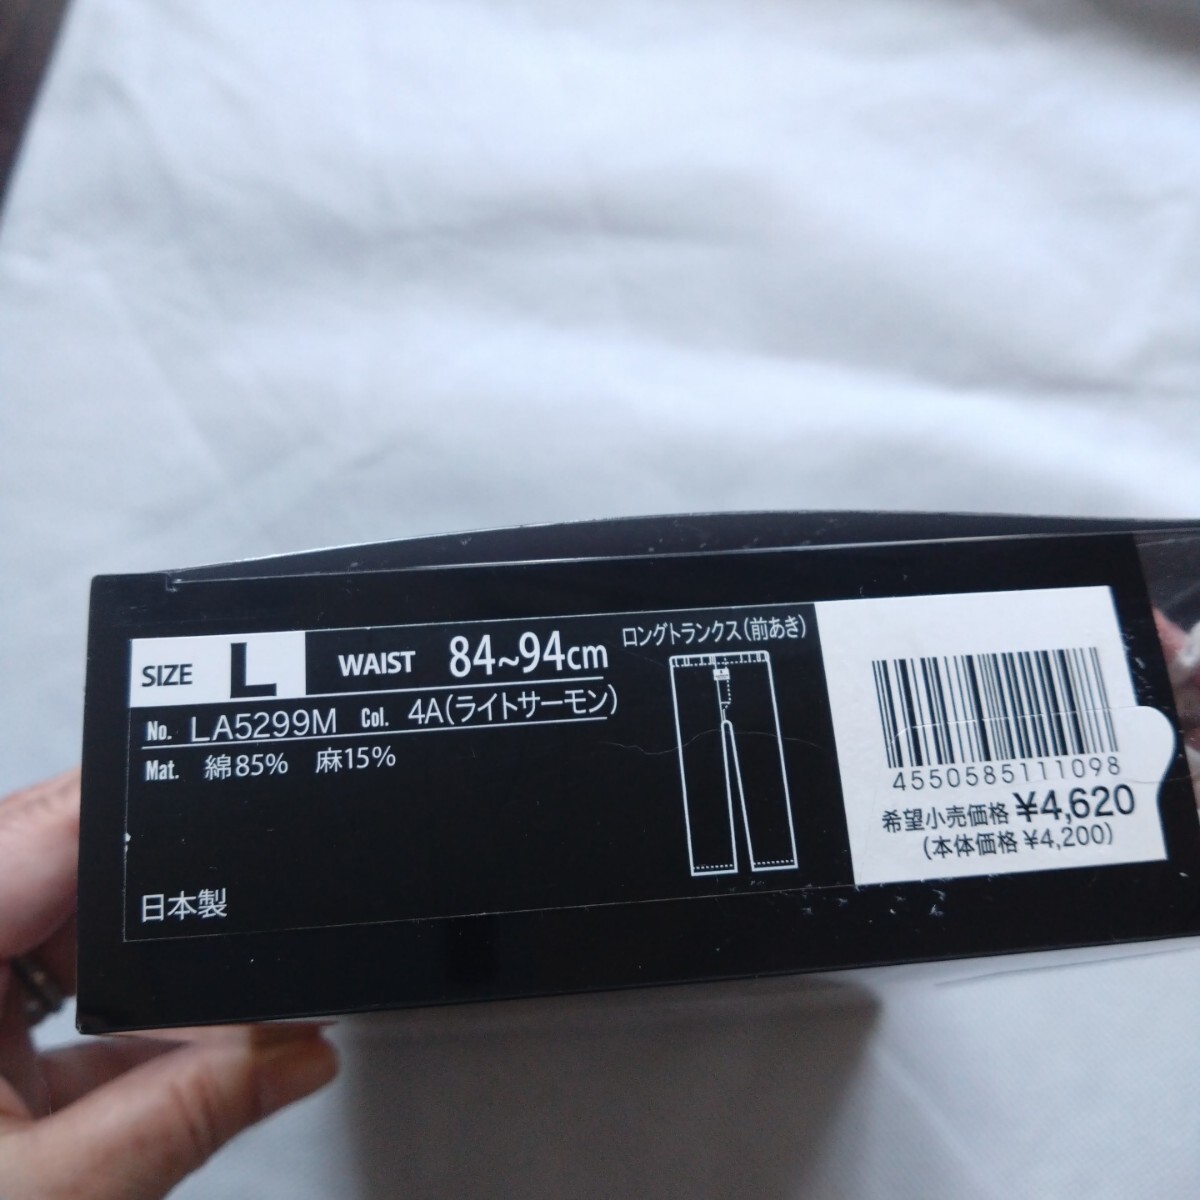 SIZE L WAIST 84~94cm
No. LA5299M Col. 4A(ライトサーモン)
Mat. 綿85% 麻15%
日本製
ロングトランクス(前あき)
4550585111098
希望小売価格 ¥4,620
(本体価格 ¥4,200)